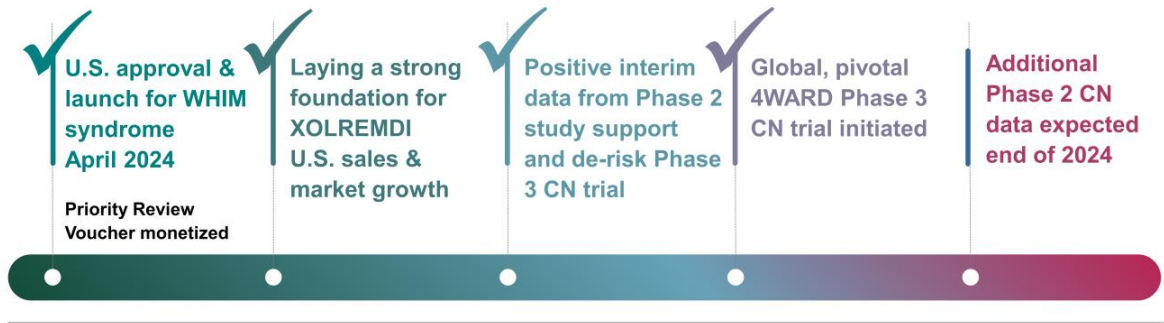 U.S. approval &
launch for WHIM
syndrome
April 2024
Priority Review
Voucher monetized
Laying a strong
foundation for
XOLREMDI
U.S. sales &
market growth
Positive interim
data from Phase 2
study support
and de-risk Phase
3 CN trial
Global, pivotal
4WARD Phase 3
CN trial initiated
Additional
Phase 2 CN
data expected
end of 2024